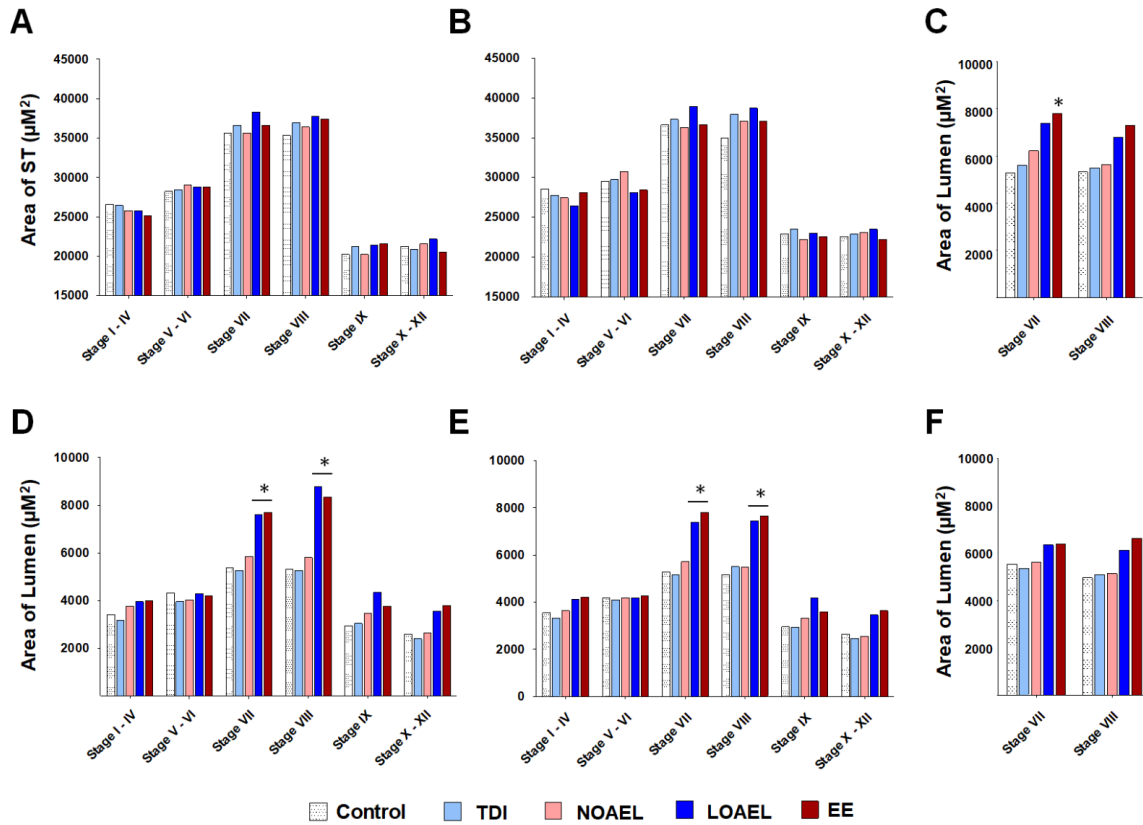 A
Area of ST (µM²)
45000
40000
35000
30000
25000
20000
15000
Stage I - IV
Stage V - VI
Stage VII
Stage VIII
Stage IX
Stage X - XII
B
45000
40000
35000
30000
25000
20000
15000
10000
Stage I - IV
Stage V - VI
Stage VII
Stage VIII
Stage IX
Stage X - XII
C
Area of Lumen (µM²)
10000
8000
6000
4000
2000
*
Stage VII
Stage VIII
D
Area of Lumen (µM²)
10000
8000
6000
4000
2000
*
*
Stage I - IV
Stage V - VI
Stage VII
Stage VIII
Stage IX
Stage X - XII
E
10000
8000
6000
4000
2000
0
*
*
Stage I - IV
Stage V - VI
Stage VII
Stage VIII
Stage IX
Stage X - XII
F
Area of Lumen (µM²)
10000
8000
6000
4000
2000
Stage VII
Stage VIII
Control
TDI
NOAEL
LOAEL
EE